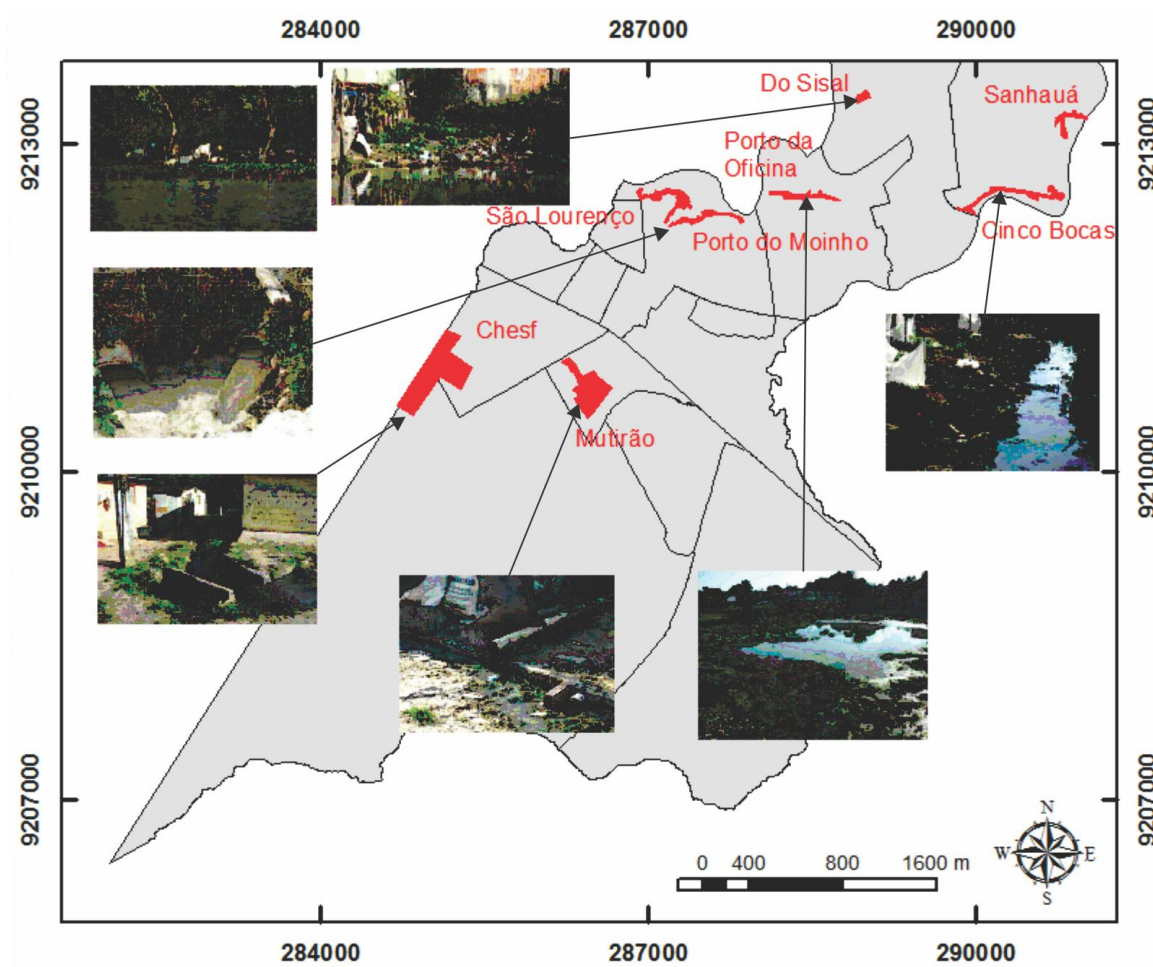 284000
287000
290000
Do Sisal
Sanhauá
9213000
9213000
Porto da
Oficina
São Lourenço
Porto do Moinho
Cinco Bocas
Chesf
Mutirão
9210000
9210000
9207000
9207000
N
W
E
S
0 400 800 1600 m
284000
287000
290000